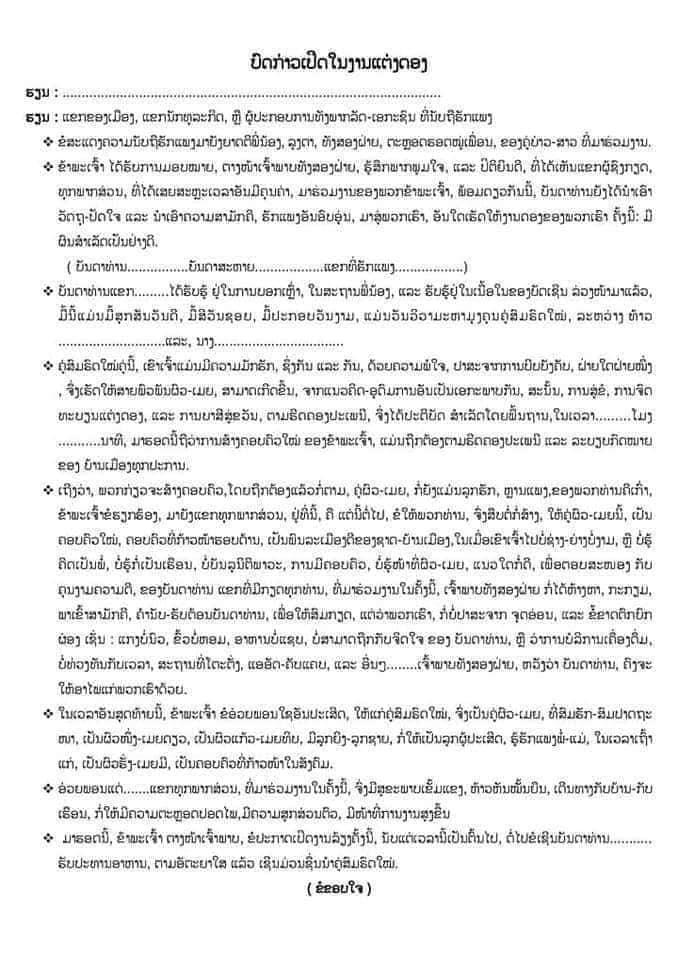 ບົດກ່າວເປີດໃນງານແຕ່ງດອງ
ຮຽນ : ..........................................................................................
ຮຽນ : ແຂກຂອງເມືອງ, ແຂກນັກທຸລະກິດ, ຫຼື ຜູ້ປະກອບການທັງພາກລັດ-ເອກະຊົນ ທີ່ນັບຖືຮັກແພງ
❖ ຂໍສະແດງຄວາມນັບຖືຮັກແພງມາຍັງຍາດຕິພີ່ນ້ອງ, ລຸງຕາ, ທັງສອງຝ່າຍ, ຕະຫຼອດຮອດໝູ່ເພື່ອນ, ຂອງຄູ່ບ່າວ-ສາວ ທີ່ມາຮ່ວມງານ.
❖ ຂ້າພະເຈົ້າ ໄດ້ຮັບການມອບໝາຍ, ຕາງໜ້າເຈົ້າພາບທັງສອງຝ່າຍ, ຮູ້ສຶກພາພູມໃຈ, ແລະ ປິຕິຍິນດີ, ທີ່ໄດ້ເຫັນແຂກຜູ້ຊົງກຽດ,
ທຸກພາກສ່ວນ, ທີ່ໄດ້ເສຍສະຫຼະເວລາອັນມີຄຸນຄ່າ, ມາຮ່ວມງານຂອງພວກຂ້າພະເຈົ້າ, ພ້ອມດຽວກັນນີ້, ບັນດາທ່ານຍັງໄດ້ນຳເອົາ
ວັດຖຸ-ປັດໃຈ ແລະ ນຳເອົາຄວາມສາມັກຄີ, ຮັກແພງອັນອົບອຸ່ນ, ມາສູ່ພວກເຮົາ, ອັນໃດເຮັດໃຫ້ງານດອງຂອງພວກເຮົາ ຄັ້ງນີ້: ມີ
ຜົນສຳເລັດເປັນຢ່າງດີ.
( ບັນດາທ່ານ................ບັນດາສະຫາຍ..................ແຂກທີ່ຮັກແພງ..................)
❖ ບັນດາທ່ານແຂກ.........ໄດ້ຮັບຮູ້ ຢູ່ໃນການບອກເຫຼົ່າ, ໃນສະຖານພີ່ນ້ອງ, ແລະ ຮັບຮູ້ຢູ່ໃນເນື້ອໃນຂອງບັດເຊີນ ລ່ວງໜ້າມາແລ້ວ,
ມື້ນີ້ແມ່ນມື້ສຸກສັນວັນດີ, ມື້ສີວັນຊອບ, ມື້ປະກອບວັນງາມ, ແມ່ນວັນວິວາມະຫາມຸງຄຸນຄູ່ສົມຣົດໃໝ່, ລະຫວ່າງ ທ້າວ
............................ແລະ, ນາງ..................................
❖ ຄູ່ສົມຣົດໃໝ່ຄູ່ນີ້, ເຂົາເຈົ້າແມ່ນມີຄວາມມັກຮັກ, ຊຶ່ງກັນ ແລະ ກັນ, ດ້ວຍຄວາມພໍໃຈ, ປາສະຈາກການບີບບັງຄັບ, ຝ່າຍໃດຝ່າຍໜຶ່ງ
, ຈຶ່ງເຮັດໃຫ້ສາຍພົວພັນຜົວ-ເມຍ, ສາມາດເກີດຂຶ້ນ, ຈາກແນວຄິດ-ອຸດົມການອັນເປັນເອກະພາບກັນ, ສະນັ້ນ, ການສູ່ຂໍ, ການຈົດ
ທະບຽນແຕ່ງດອງ, ແລະ ການບາສີສູ່ຂວັນ, ຕາມຮີດຄອງປະເພນີ, ຈຶ່ງໄດ້ປະຕິບັດ ສຳເລັດໂດຍພື້ນຖານ,ໃນເວລາ.........ໂມງ
...........ນາທີ, ມາຮອດນີ້ຖືວ່າການສ້າງຄອບຄົວໃໝ່ ຂອງຂ້າພະເຈົ້າ, ແມ່ນຖືກຕ້ອງຕາມຮີດຄອງປະເພນີ ແລະ ລະບຽບກົດໝາຍ
ຂອງ ບ້ານເມືອງທຸກປະການ.
❖ ເຖິງວ່າ, ພວກກ່ຽວຈະສ້າງຄອບຄົວ,ໂດຍຖືກຕ້ອງແລ້ວກໍ່ຕາມ, ຄູ່ຜົວ-ເມຍ, ກໍ່ຍັງແມ່ນລູກຮັກ, ຫຼານແພງ,ຂອງພວກທ່ານຄືເກົ່າ,
ຂ້າພະເຈົ້າຂໍຮຽກຮ້ອງ, ມາຍັງແຂກທຸກພາກສ່ວນ, ຢູ່ທີ່ນີ້, ຄື ແຕ່ນີ້ຕໍ່ໄປ, ຂໍໃຫ້ພວກທ່ານ, ຈົ່ງສືບຕໍ່ກໍ່ສ້າງ, ໃຫ້ຄູ່ຜົວ-ເມຍນີ້, ເປັນ
ຄອບຄົວໃໝ່, ຄອບຄົວທີ່ກ້າວໜ້າຮອບດ້ານ, ເປັນພົນລະເມືອງດີຂອງຊາດ-ບ້ານເມືອງ,ໃນເມື່ອເຂົາເຈົ້າໄປບໍ່ຊ່າງ-ຍ່າງບໍ່ງາມ, ຫຼື ບໍ່ຮູ້
ຄິດເປັນພໍ່, ບໍ່ຮູ້ກໍ່ເປັນເຮືອນ, ບໍ່ບັນລຸນິຕິພາວະ, ການມີຄອບຄົວ, ບໍ່ຮູ້ໜ້າທີ່ຜົວ-ເມຍ, ແນວໃດກໍ່ດີ, ເພື່ອຕອບສະໜອງ ກັບ
ຄຸນງາມຄວາມດີ, ຂອງບັນດາທ່ານ ແຂກທີ່ມີກຽດທຸກທ່ານ, ທີ່ມາຮ່ວມງານໃນຄັ້ງນີ້, ເຈົ້າພາບທັງສອງຝ່າຍ ກໍ່ໄດ້ຫ້າງຫາ, ກະກຽມ,
ພາເຂົ້າສາມັກຄີ, ຄຳນັບ-ຮັບຕ້ອນບັນດາທ່ານ, ເພື່ອໃຫ້ສົມກຽດ, ແຕ່ວ່າພວກເຮົາ, ກໍ່ບໍ່ປາສະຈາກ ຈຸດອ່ອນ, ແລະ ຂໍ້ຂາດຕົກບົກ
ຜ່ອງ ເຊັ່ນ : ແກງບໍ່ນົວ, ຂົ້ວບໍ່ຫອມ, ອາຫານບໍ່ແຊບ, ບໍ່ສາມາດຖືກກັບຈິດໃຈ ຂອງ ບັນດາທ່ານ, ຫຼື ວ່າການບໍລິການເຄື່ອງດື່ມ,
ບໍ່ທ່ວງທັນກັບເວລາ, ສະຖານທີ່ໂຕະຕັ່ງ, ແອອັດ-ຄັບແຄບ, ແລະ ອື່ນໆ........ເຈົ້າພາບທັງສອງຝ່າຍ, ຫວັງວ່າ ບັນດາທ່ານ, ຄົງຈະ
ໃຫ້ອາໄພແກ່ພວກເຮົາດ້ວຍ.
❖ ໃນເວລາອັນສຸດທ້າຍນີ້, ຂ້າພະເຈົ້າ ຂໍອ່ວຍພອນໄຊອັນປະເສີດ, ໃຫ້ແກ່ຄູ່ສົມຣົດໃໝ່, ຈົ່ງເປັນຄູ່ຜົວ-ເມຍ, ທີ່ສົມຮັກ-ສົມປາດຖະ
ໜາ, ເປັນຜົວໜຶ່ງ-ເມຍດຽວ, ເປັນຜົວແກ້ວ-ເມຍທິບ, ມີລູກຍິງ-ລູກຊາຍ, ກໍ່ໃຫ້ເປັນລູກຜູ້ປະເສີດ, ຮູ້ຮັກແພງພໍ່-ແມ່, ໃນເວລາເຖົ້າ
ແກ່, ເປັນຜົວຮັ່ງ-ເມຍມີ, ເປັນຄອບຄົວທີ່ກ້າວໜ້າໃນສັງຄົມ.
❖ ອ່ວຍພອນແດ່.......ແຂກທຸກພາກສ່ວນ, ທີ່ມາຮ່ວມງານໃນຄັ້ງນີ້, ຈົ່ງມີສຸຂະພາບເຂັ້ມແຂງ, ຫ້າວຫັນໝັ້ນຍືນ, ເດີນທາງກັບບ້ານ-ກັບ
ເຮືອນ, ກໍ່ໃຫ້ມີຄວາມຕະຫຼອດປອດໄພ,ມີຄວາມສຸກສ່ວນຕົວ, ມີໜ້າທີ່ການງານສູງຂຶ້ນ
❖ ມາຮອດນີ້, ຂ້າພະເຈົ້າ ຕາງໜ້າເຈົ້າພາບ, ຂໍປະກາດເປີດງານລ້ຽງຄັ້ງນີ້, ນັບແຕ່ເວລານີ້ເປັນຕົ້ນໄປ, ຕໍ່ໄປຂໍເຊີນບັນດາທ່ານ...........
ຮັບປະທານອາຫານ, ຕາມອັດຕະຍາໃສ ແລ້ວ ເຊີນມ່ວນຊື່ນນຳຄູ່ສົມຣົດໃໝ່.
( ຂໍຂອບໃຈ )